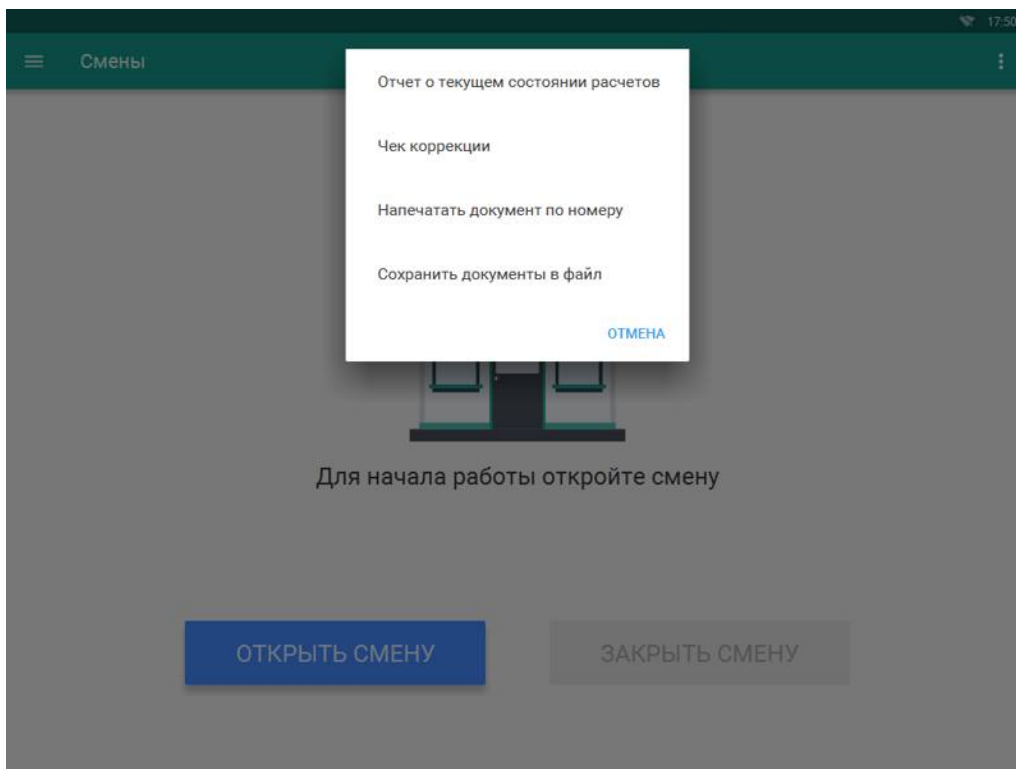 17:50
Смены
Отчет о текущем состоянии расчетов
Чек коррекции
Напечатать документ по номеру
Сохранить документы в файл
ОТМЕНА
Для начала работы откройте смену
ОТКРЫТЬ СМЕНУ
ЗАКРЫТЬ СМЕНУ